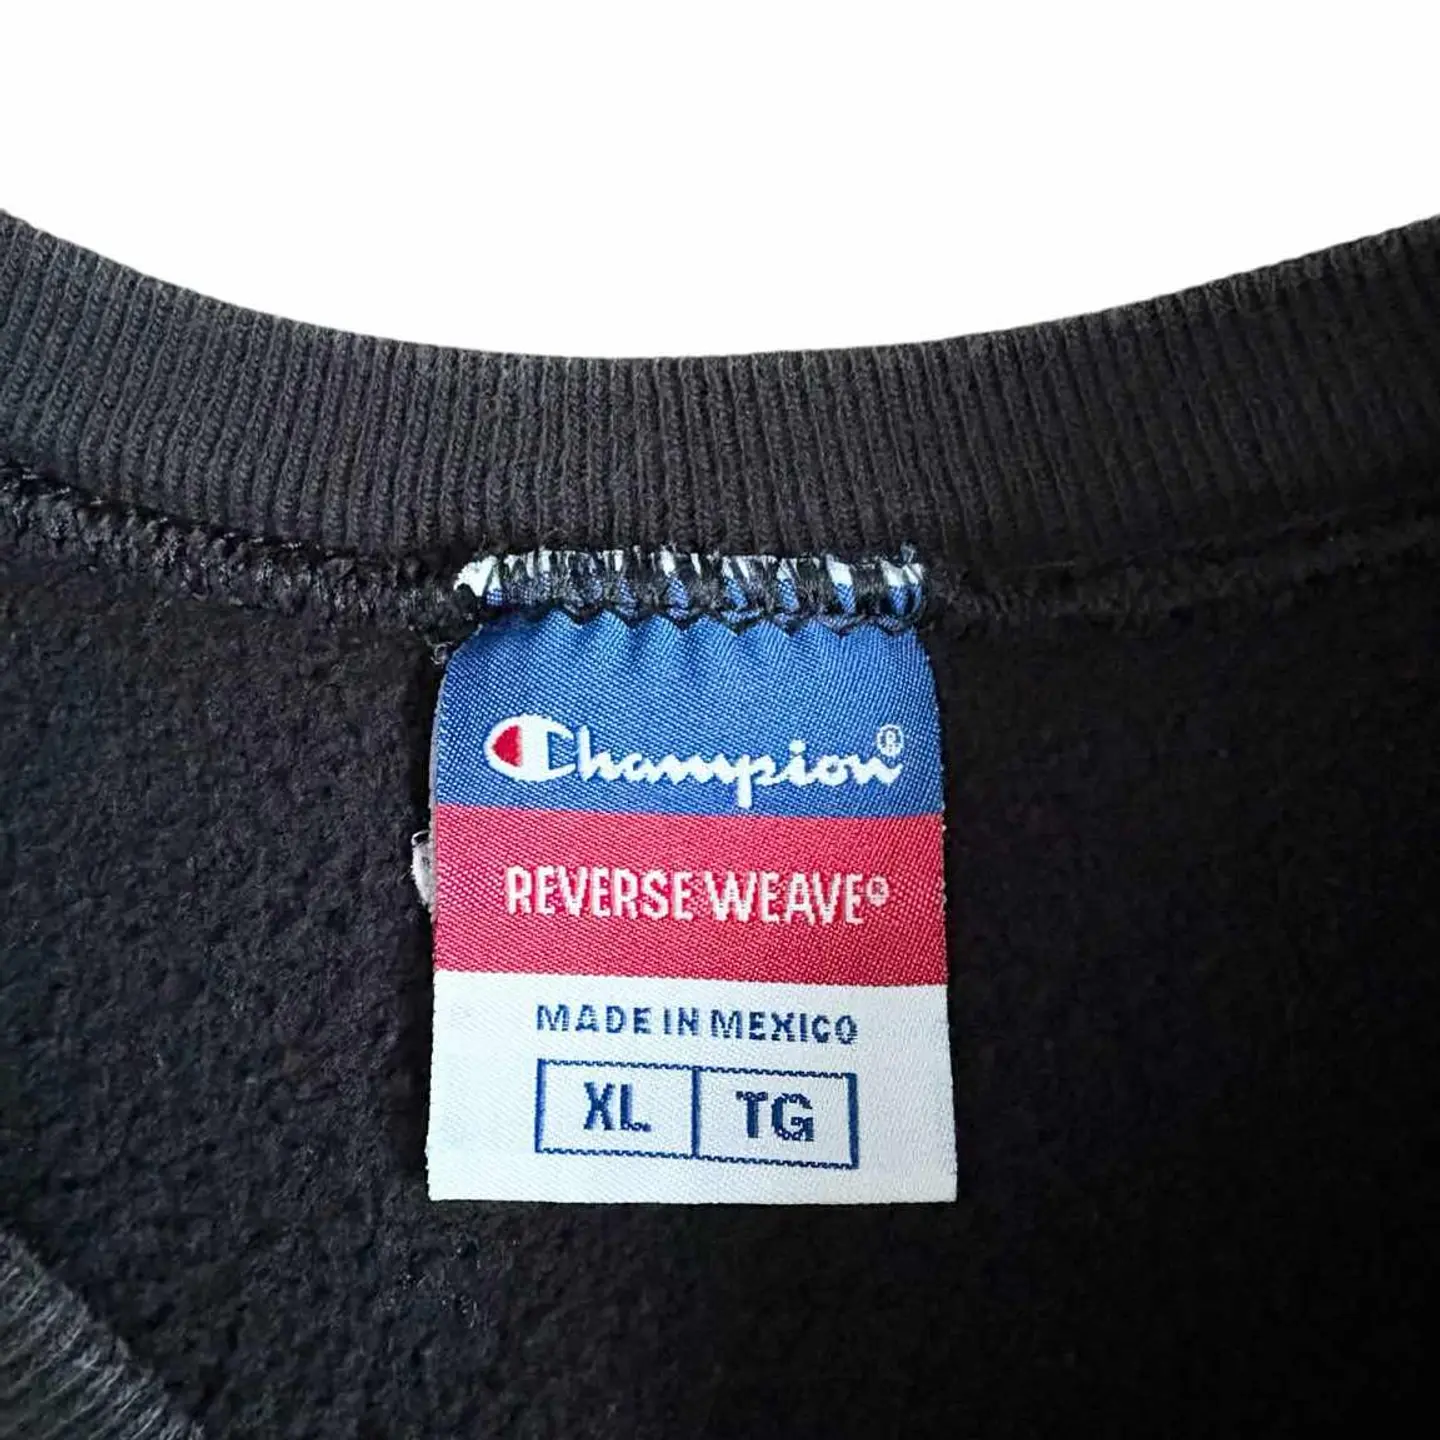 Champion®
REVERSE WEAVE®
MADE IN MEXICO
XL TG